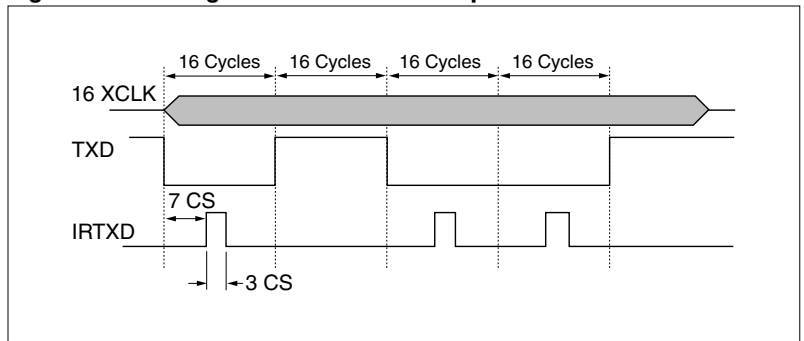 16 Cycles 16 Cycles 16 Cycles 16 Cycles
16 XCLK
TXD
7 CS
IRTXD
3 CS